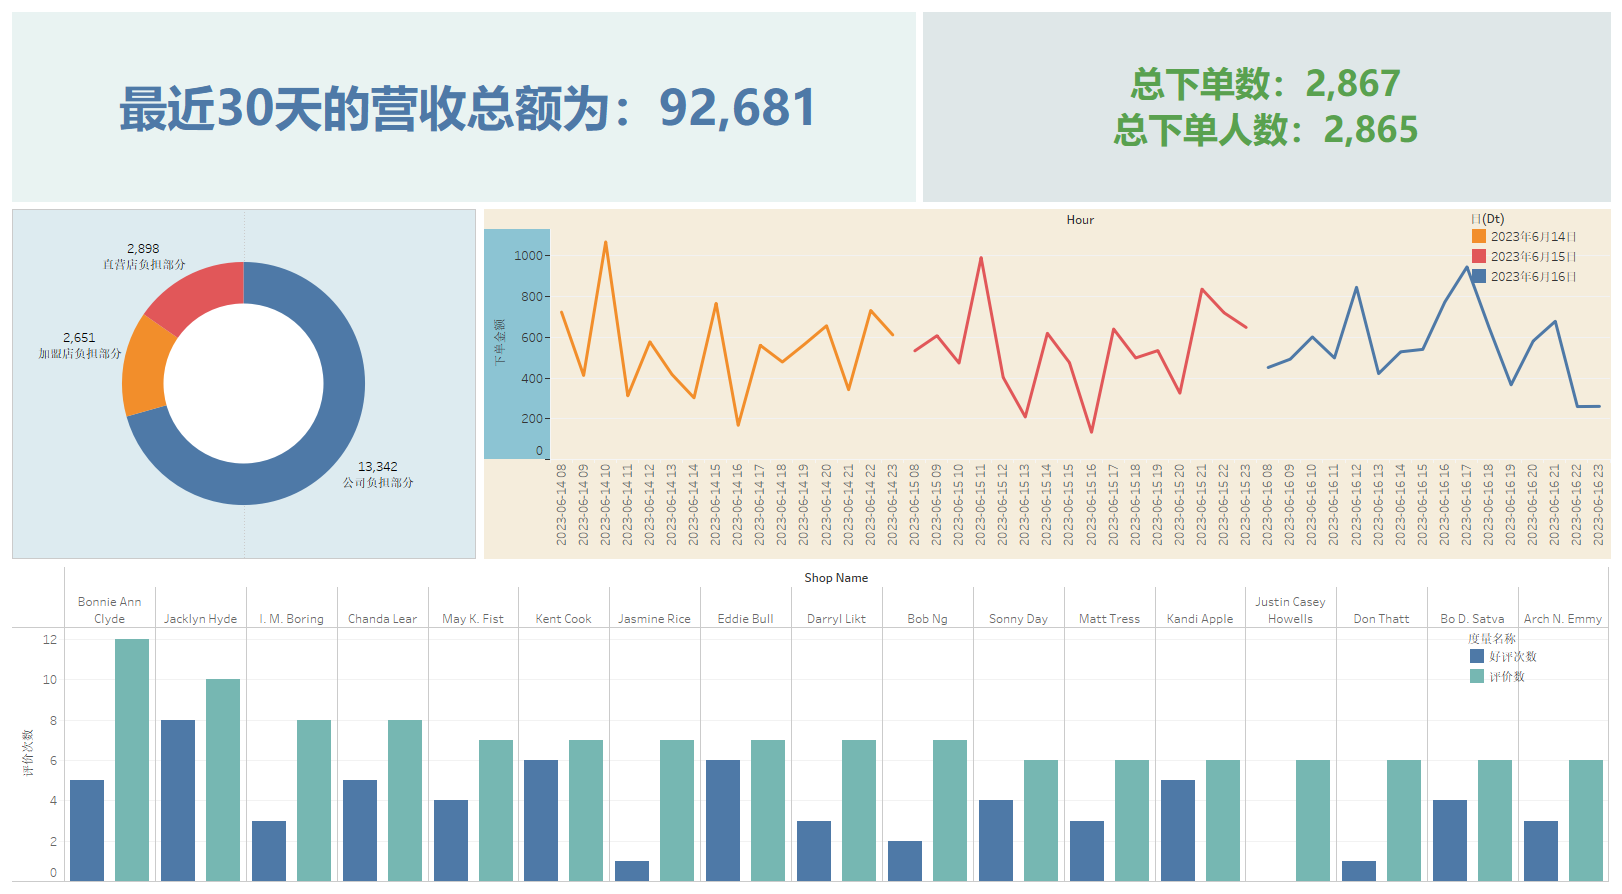 最近30天的营收总额为：92,681
总下单数：2,867
总下单人数：2,865
2,898
直营店负担部分
2,651
加盟店负担部分
13,342
公司负担部分
Hour
日(Dt)
2023年6月14日
2023年6月15日
2023年6月16日
下单金额
1000
800
600
400
200
0
2023-06-14 08
2023-06-14 09
2023-06-14 10
2023-06-14 11
2023-06-14 12
2023-06-14 13
2023-06-14 14
2023-06-14 15
2023-06-14 16
2023-06-14 17
2023-06-14 18
2023-06-14 19
2023-06-14 20
2023-06-14 21
2023-06-14 22
2023-06-14 23
2023-06-15 08
2023-06-15 09
2023-06-15 10
2023-06-15 11
2023-06-15 12
2023-06-15 13
2023-06-15 14
2023-06-15 15
2023-06-15 16
2023-06-15 17
2023-06-15 18
2023-06-15 19
2023-06-15 20
2023-06-15 21
2023-06-15 22
2023-06-15 23
2023-06-16 08
2023-06-16 09
2023-06-16 10
2023-06-16 11
2023-06-16 12
2023-06-16 13
2023-06-16 14
2023-06-16 15
2023-06-16 16
2023-06-16 17
2023-06-16 18
2023-06-16 19
2023-06-16 20
2023-06-16 21
2023-06-16 22
2023-06-16 23
Shop Name
Bonnie Ann
Clyde
Jacklyn Hyde
I. M. Boring
Chanda Lear
May K. Fist
Kent Cook
Jasmine Rice
Eddie Bull
Darryl Likt
Bob Ng
Sonny Day
Matt Tress
Kandi Apple
Justin Casey
Howells
Don Thatt
Bo D. Satva
Arch N. Emmy
度量名称
好评次数
评价数
评价次数
12
10
8
6
4
2
0